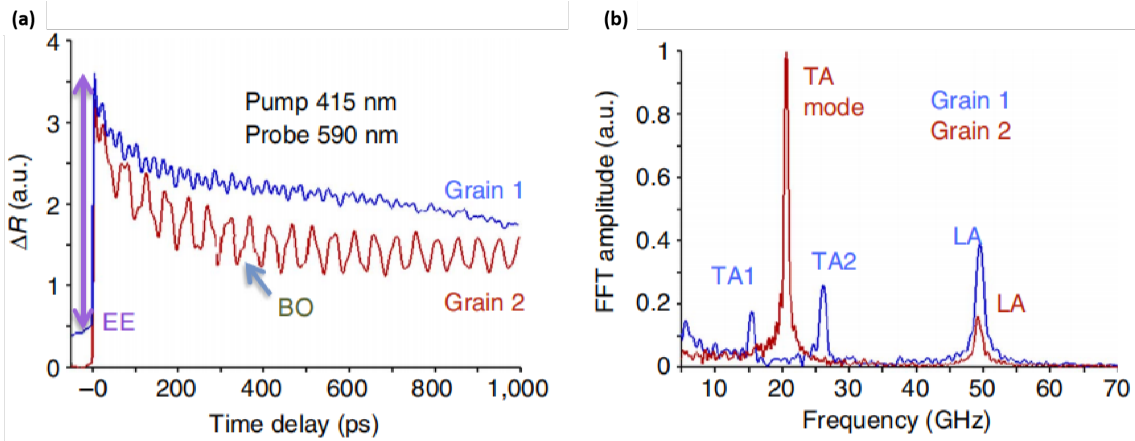 (a)
4
3
2
1
0
ΔR (a.u.)
Pump 415 nm
Probe 590 nm
Grain 1
Grain 2
EE
BO
–0
200
400
600
800
1,000
Time delay (ps)
(b)
1
0.8
0.6
0.4
0.2
0
FFT amplitude (a.u.)
TA
mode
Grain 1
Grain 2
TA1
TA2
LA
LA
10
20
30
40
50
60
70
Frequency (GHz)